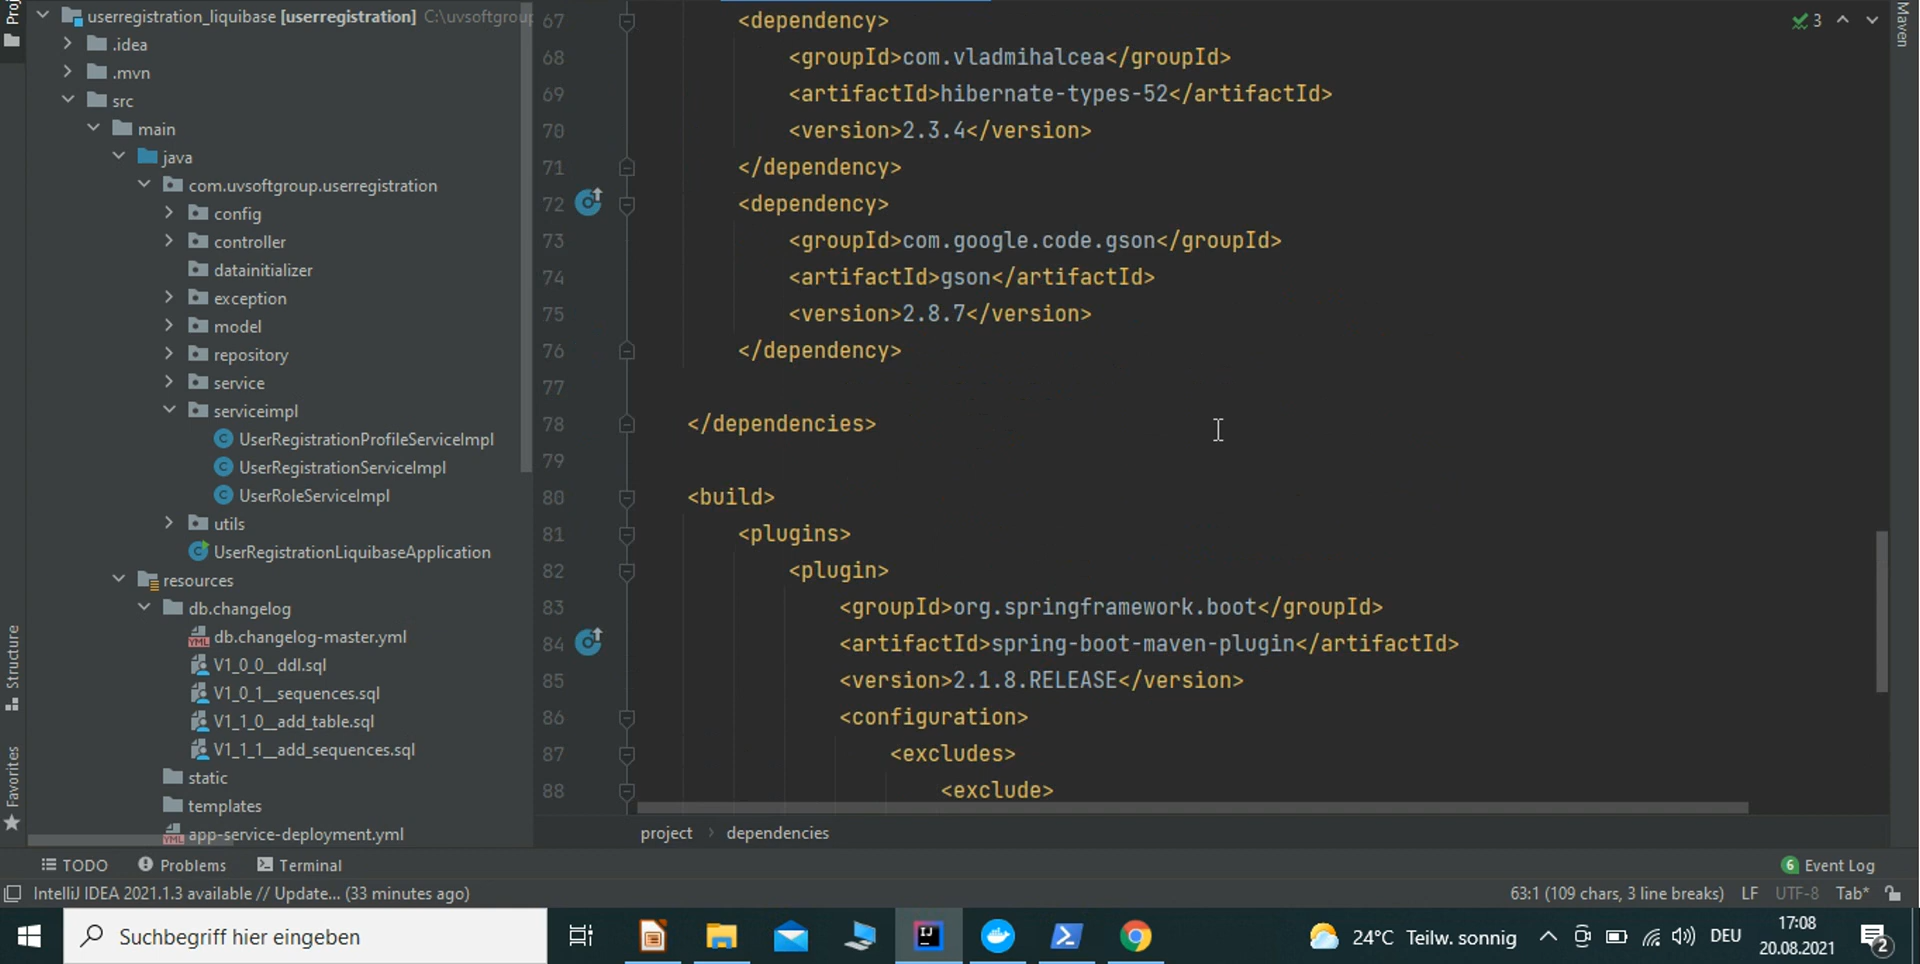 Proj
userregistration_liquibase [userregistration] C:\uvsoftgroup
.idea
.mvn
src
main
java
com.uvsoftgroup.userregistration
config
controller
datainitializer
exception
model
repository
service
serviceimpl
UserRegistrationProfileServiceImpl
UserRegistrationServiceImpl
UserRoleServiceImpl
utils
UserRegistrationLiquibaseApplication
resources
db.changelog
db.changelog-master.yml
V1_0_0__ddl.sql
V1_0_1__sequences.sql
V1_1_0__add_table.sql
V1_1_1__add_sequences.sql
static
templates
app-service-deployment.yml
Structure
Favorites
67 <dependency>
68 <groupId>com.vladmihalcea</groupId>
69 <artifactId>hibernate-types-52</artifactId>
70 <version>2.3.4</version>
71 </dependency>
72 <dependency>
73 <groupId>com.google.code.gson</groupId>
74 <artifactId>gson</artifactId>
75 <version>2.8.7</version>
76 </dependency>
77
78 </dependencies>
79
80 <build>
81 <plugins>
82 <plugin>
83 <groupId>org.springframework.boot</groupId>
84 <artifactId>spring-boot-maven-plugin</artifactId>
85 <version>2.1.8.RELEASE</version>
86 <configuration>
87 <excludes>
88 <exclude>
3
Maven
project › dependencies
TODO Problems Terminal
6 Event Log
IntelliJ IDEA 2021.1.3 available // Update... (33 minutes ago)
63:1 (109 chars, 3 line breaks) LF UTF-8 Tab*
Suchbegriff hier eingeben
24°C Teilw. sonnig
DEU
17:08
20.08.2021
2